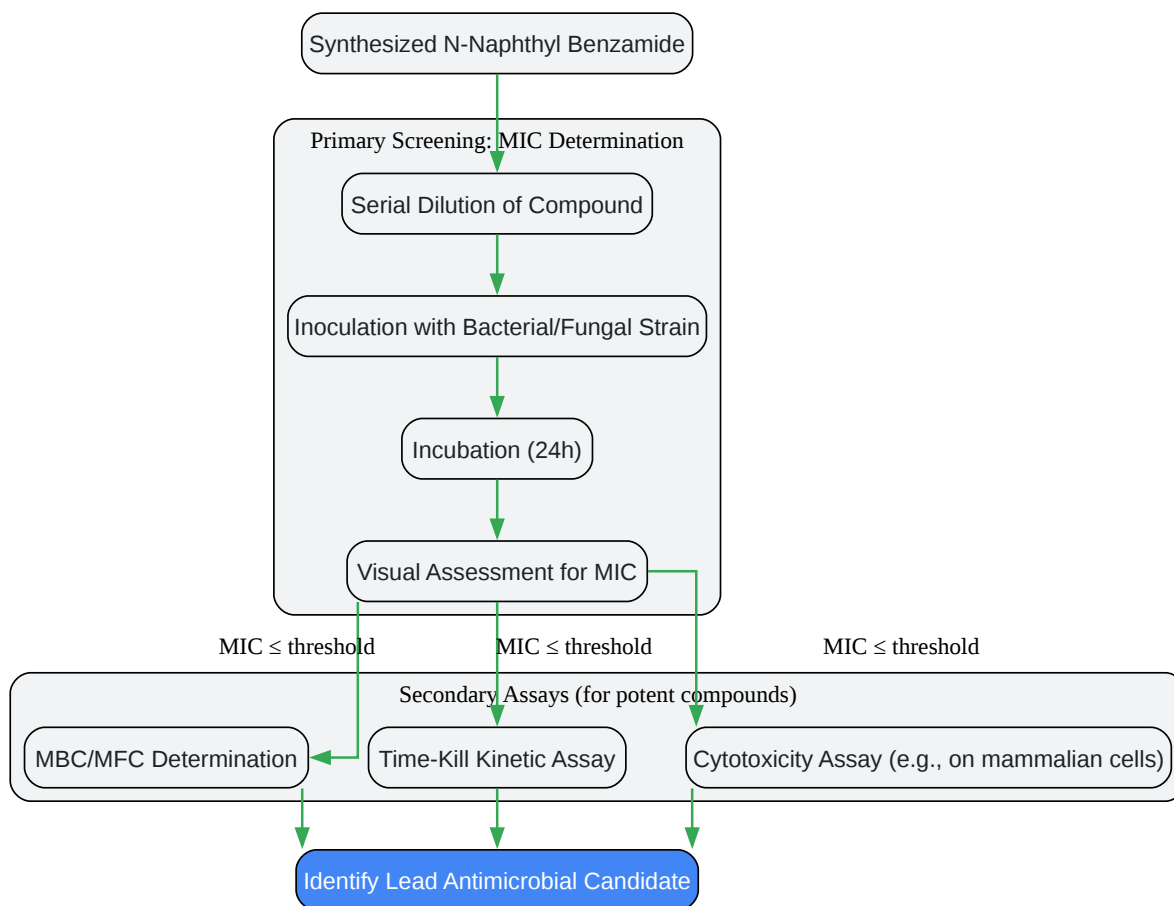 Synthesized N-Naphthyl Benzamide
Primary Screening: MIC Determination
Serial Dilution of Compound
Inoculation with Bacterial/Fungal Strain
Incubation (24h)
Visual Assessment for MIC
MIC ≤ threshold
MIC ≤ threshold
MIC ≤ threshold
Secondary Assays (for potent compounds)
MBC/MFC Determination
Time-Kill Kinetic Assay
Cytotoxicity Assay (e.g., on mammalian cells)
Identify Lead Antimicrobial Candidate